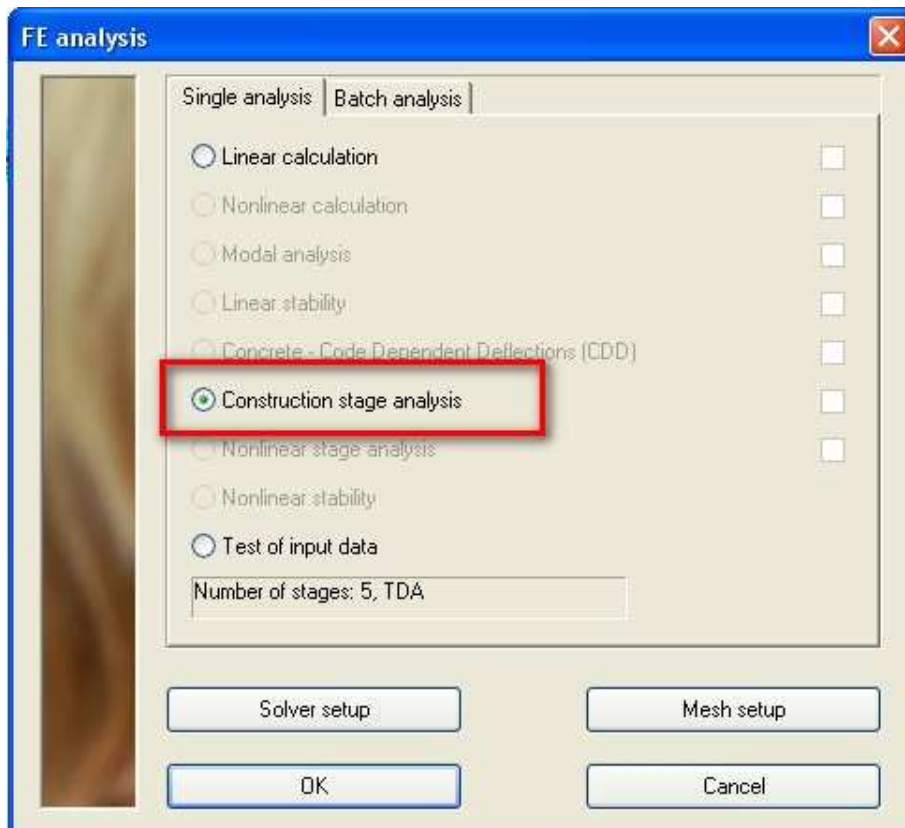 FE analysis
Single analysis
Batch analysis
Linear calculation
Nonlinear calculation
Modal analysis
Linear stability
Concrete - Code Dependent Deflections (CDD)
Construction stage analysis
Nonlinear stage analysis
Nonlinear stability
Test of input data
Number of stages: 5, TDA
Solver setup
Mesh setup
OK
Cancel